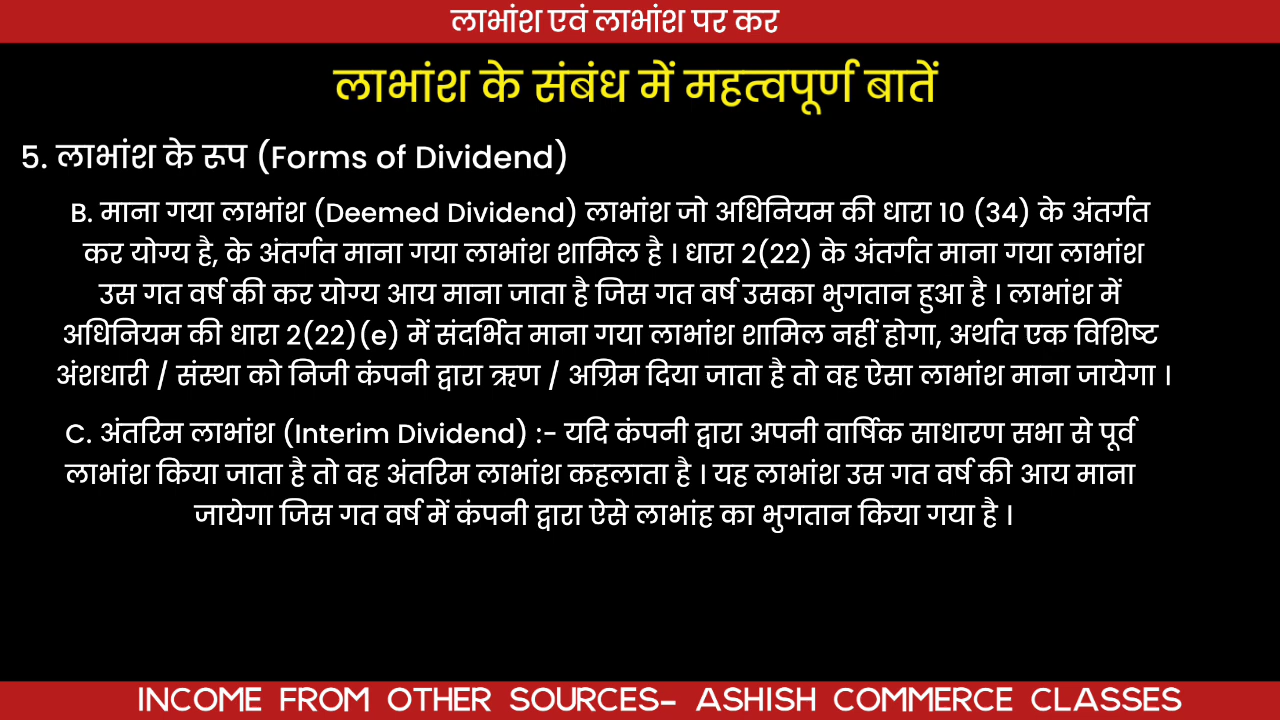 लाभांश एवं लाभांश पर कर
लाभांश के संबंध में महत्वपूर्ण बातें
5. लाभांश के रूप (Forms of Dividend)
B. माना गया लाभांश (Deemed Dividend) लाभांश जो अधिनियम की धारा 10 (34) के अंतर्गत
कर योग्य है, के अंतर्गत माना गया लाभांश शामिल है । धारा 2(22) के अंतर्गत माना गया लाभांश
उस गत वर्ष की कर योग्य आय माना जाता है जिस गत वर्ष उसका भुगतान हुआ है । लाभांश में
अधिनियम की धारा 2(22)(e) में संदर्भित माना गया लाभांश शामिल नहीं होगा, अर्थात एक विशिष्ट
अंशधारी / संस्था को निजी कंपनी द्वारा ऋण / अग्रिम दिया जाता है तो वह ऐसा लाभांश माना जायेगा ।
C. अंतरिम लाभांश (Interim Dividend) :- यदि कंपनी द्वारा अपनी वार्षिक साधारण सभा से पूर्व
लाभांश किया जाता है तो वह अंतरिम लाभांश कहलाता है । यह लाभांश उस गत वर्ष की आय माना
जायेगा जिस गत वर्ष में कंपनी द्वारा ऐसे लाभांह का भुगतान किया गया है ।
INCOME FROM OTHER SOURCES- ASHISH COMMERCE CLASSES